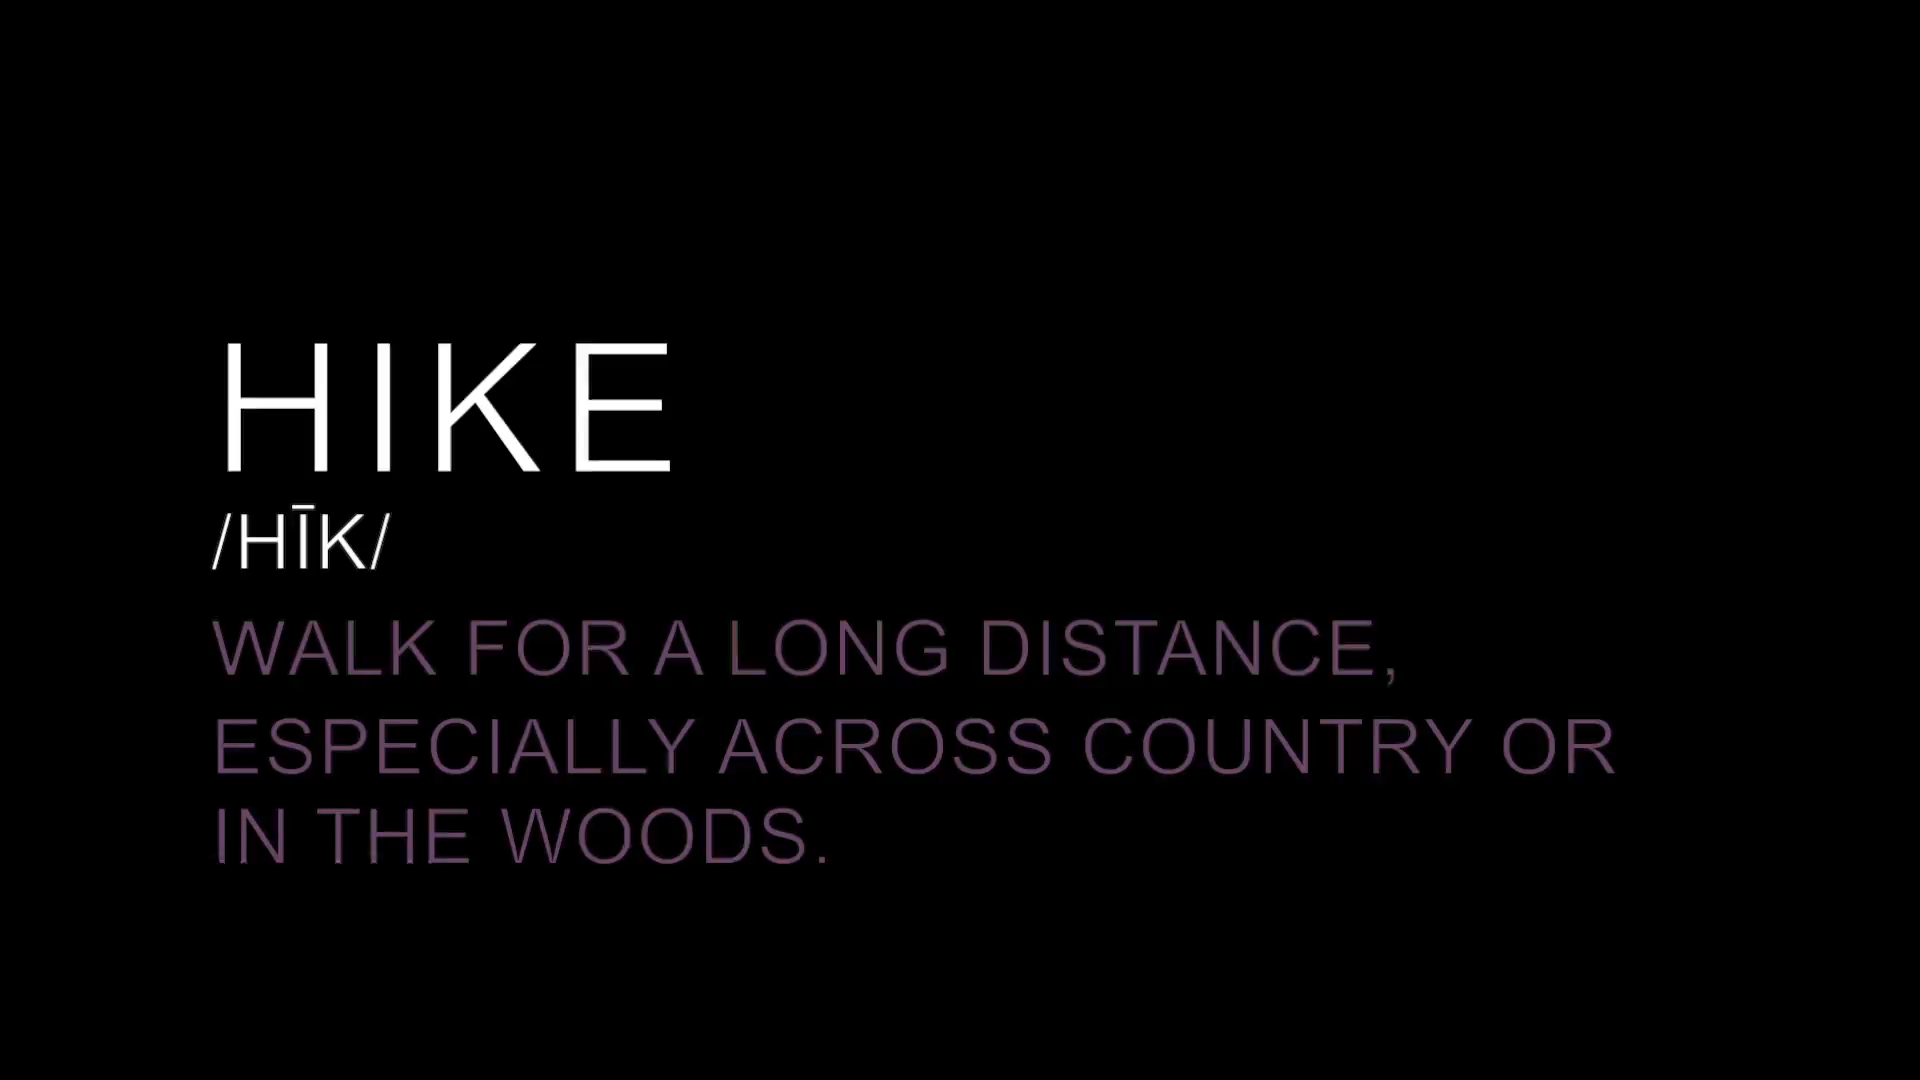 HIKE
/HĪK/
WALK FOR A LONG DISTANCE,
ESPECIALLY ACROSS COUNTRY OR
IN THE WOODS.